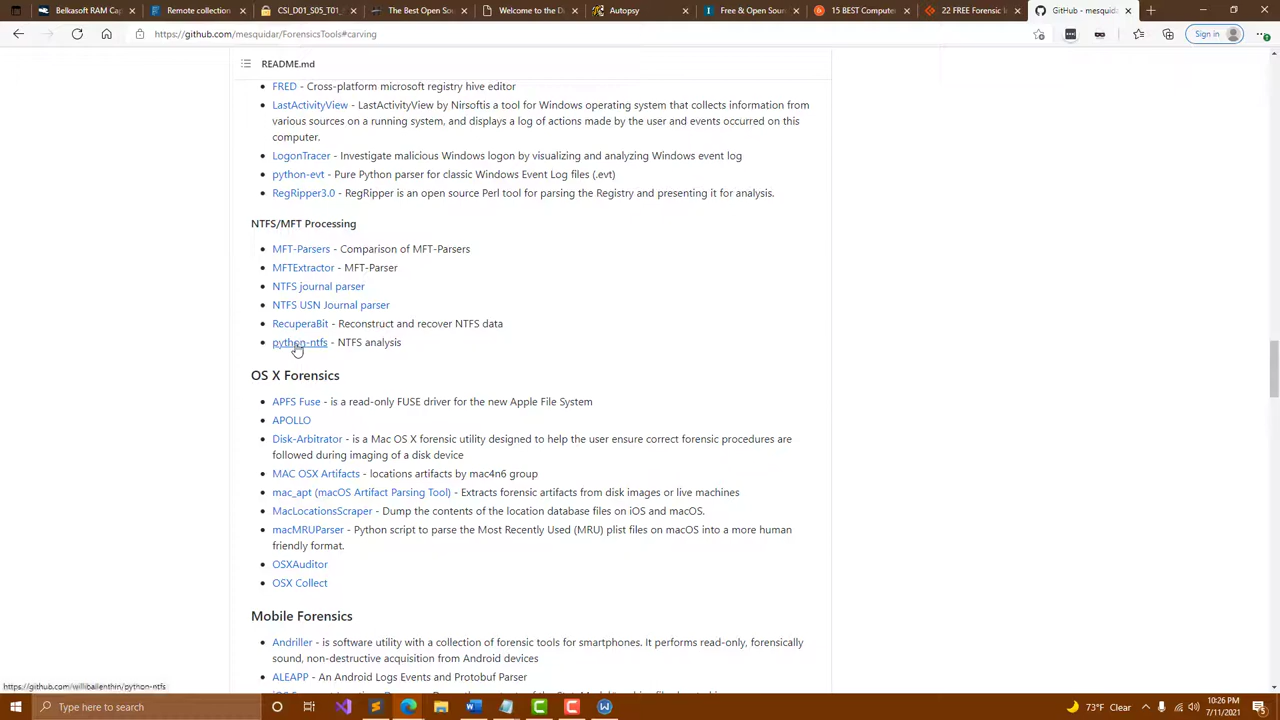 Belkasoft RAM Cap
Remote collection
CSI_D01_S05_T01_
The Best Open Sou
Welcome to the D
Autopsy
Free & Open Sour
15 BEST Computer
22 FREE Forensic I
GitHub - mesquida
https://github.com/mesquidar/ForensicsTools#carving
Sign in
README.md
FRED - Cross-platform microsoft registry hive editor
LastActivityView - LastActivityView by Nirsoftis a tool for Windows operating system that collects information from
various sources on a running system, and displays a log of actions made by the user and events occurred on this
computer.
LogonTracer - Investigate malicious Windows logon by visualizing and analyzing Windows event log
python-evt - Pure Python parser for classic Windows Event Log files (.evt)
RegRipper3.0 - RegRipper is an open source Perl tool for parsing the Registry and presenting it for analysis.
NTFS/MFT Processing
MFT-Parsers - Comparison of MFT-Parsers
MFTExtractor - MFT-Parser
NTFS journal parser
NTFS USN Journal parser
RecuperaBit - Reconstruct and recover NTFS data
python-ntfs - NTFS analysis
OS X Forensics
APFS Fuse - is a read-only FUSE driver for the new Apple File System
APOLLO
Disk-Arbitrator - is a Mac OS X forensic utility designed to help the user ensure correct forensic procedures are
followed during imaging of a disk device
MAC OSX Artifacts - locations artifacts by mac4n6 group
mac_apt (macOS Artifact Parsing Tool) - Extracts forensic artifacts from disk images or live machines
MacLocationsScraper - Dump the contents of the location database files on iOS and macOS.
macMRUParser - Python script to parse the Most Recently Used (MRU) plist files on macOS into a more human
friendly format.
OSXAuditor
OSX Collect
Mobile Forensics
Andriller - is software utility with a collection of forensic tools for smartphones. It performs read-only, forensically
sound, non-destructive acquisition from Android devices
ALEAPP - An Android Logs Events and Protobuf Parser
https://github.com/williballenthin/python-ntfs
Type here to search
73°F Clear
10:26 PM
7/11/2021